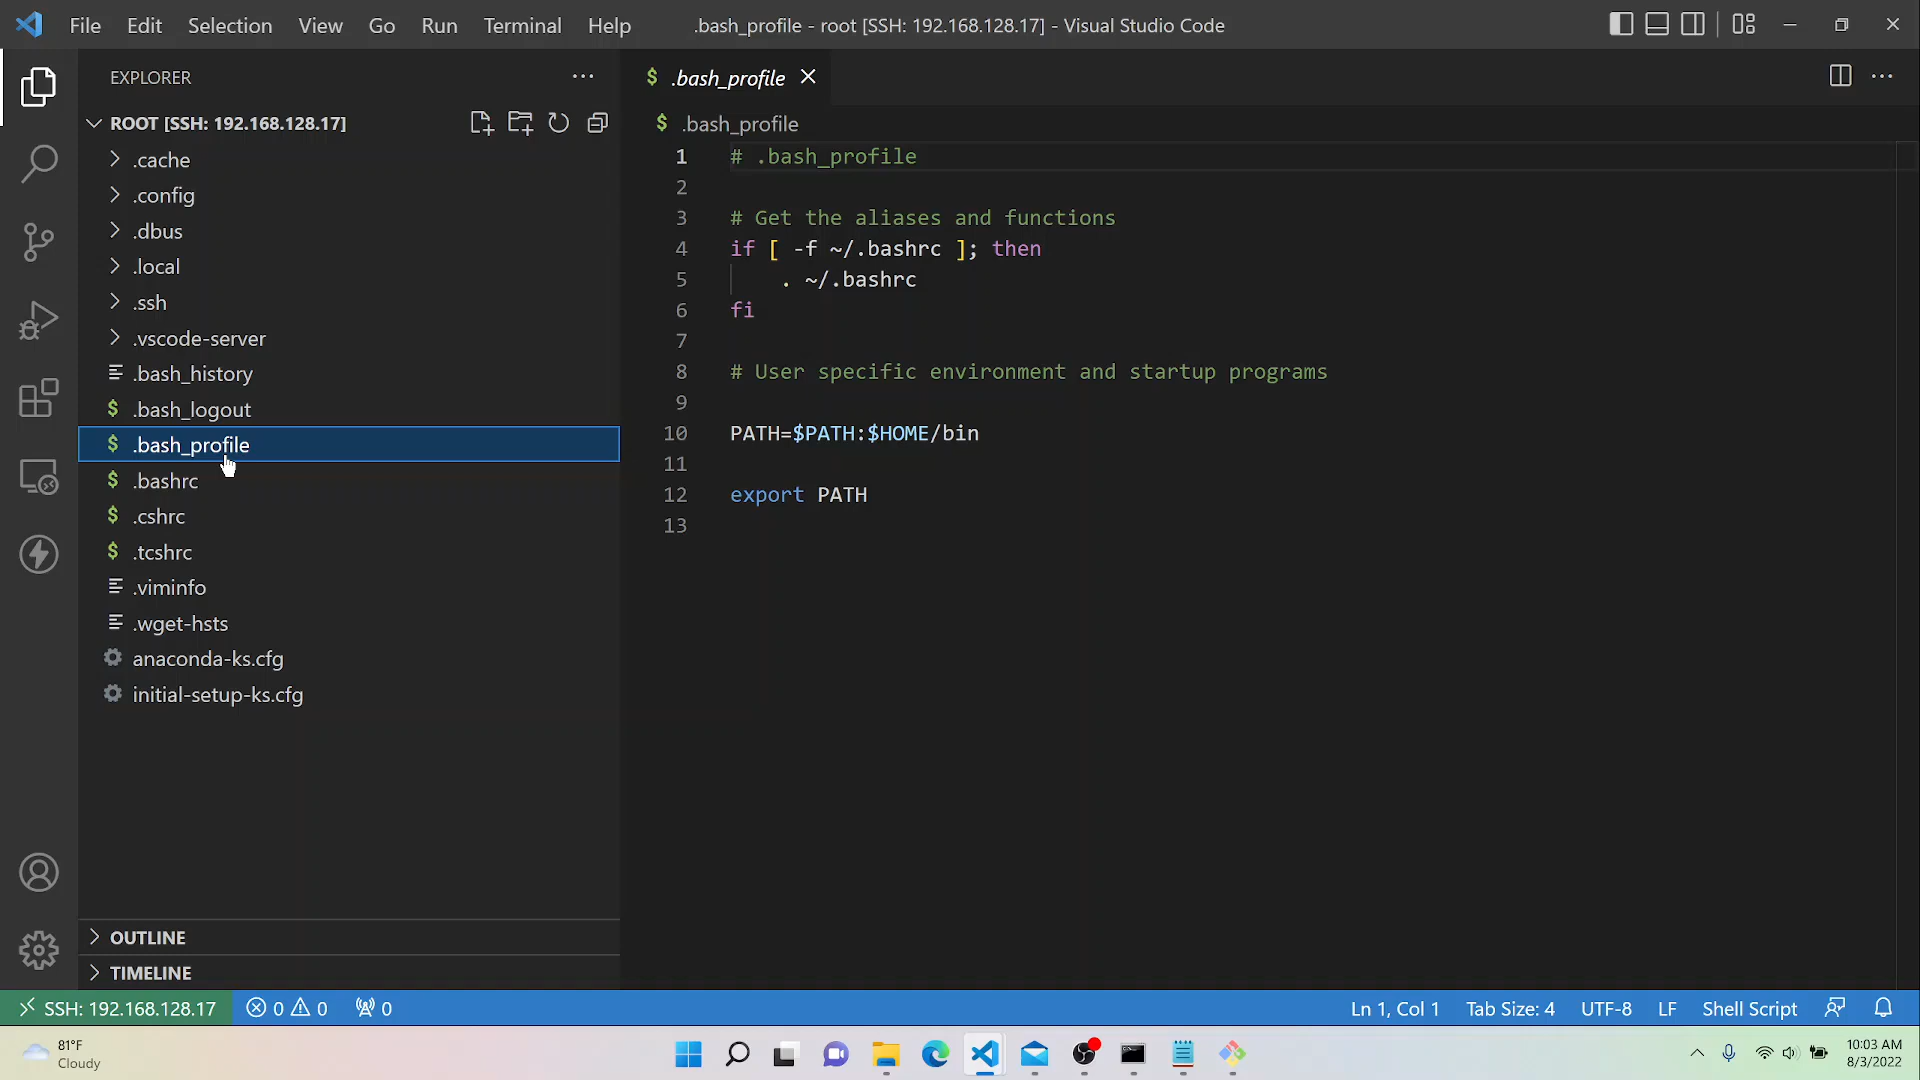 File Edit Selection View Go Run Terminal Help
.bash_profile - root [SSH: 192.168.128.17] - Visual Studio Code
EXPLORER
ROOT [SSH: 192.168.128.17]
.cache
.config
.dbus
.local
.ssh
.vscode-server
.bash_history
$ .bash_logout
$ .bash_profile
$ .bashrc
$ .cshrc
$ .tcshrc
.viminfo
.wget-hsts
anaconda-ks.cfg
initial-setup-ks.cfg
OUTLINE
TIMELINE
$ .bash_profile
$ .bash_profile
1 # .bash_profile
2
3 # Get the aliases and functions
4 if [ -f ~/.bashrc ]; then
5 . ~/.bashrc
6 fi
7
8 # User specific environment and startup programs
9
10 PATH=$PATH:$HOME/bin
11
12 export PATH
13
SSH: 192.168.128.17 0 0 0 Ln 1, Col 1 Tab Size: 4 UTF-8 LF Shell Script
81°F
Cloudy
10:03 AM
8/3/2022